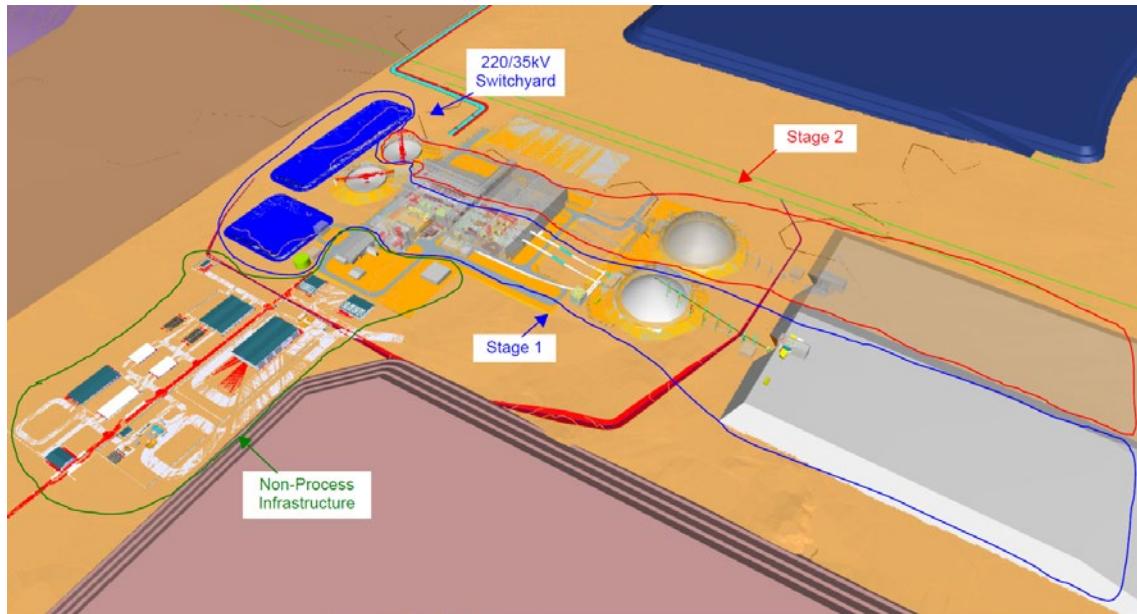 220/35kV
Switchyard
Stage 2
Stage 1
Non-Process
Infrastructure